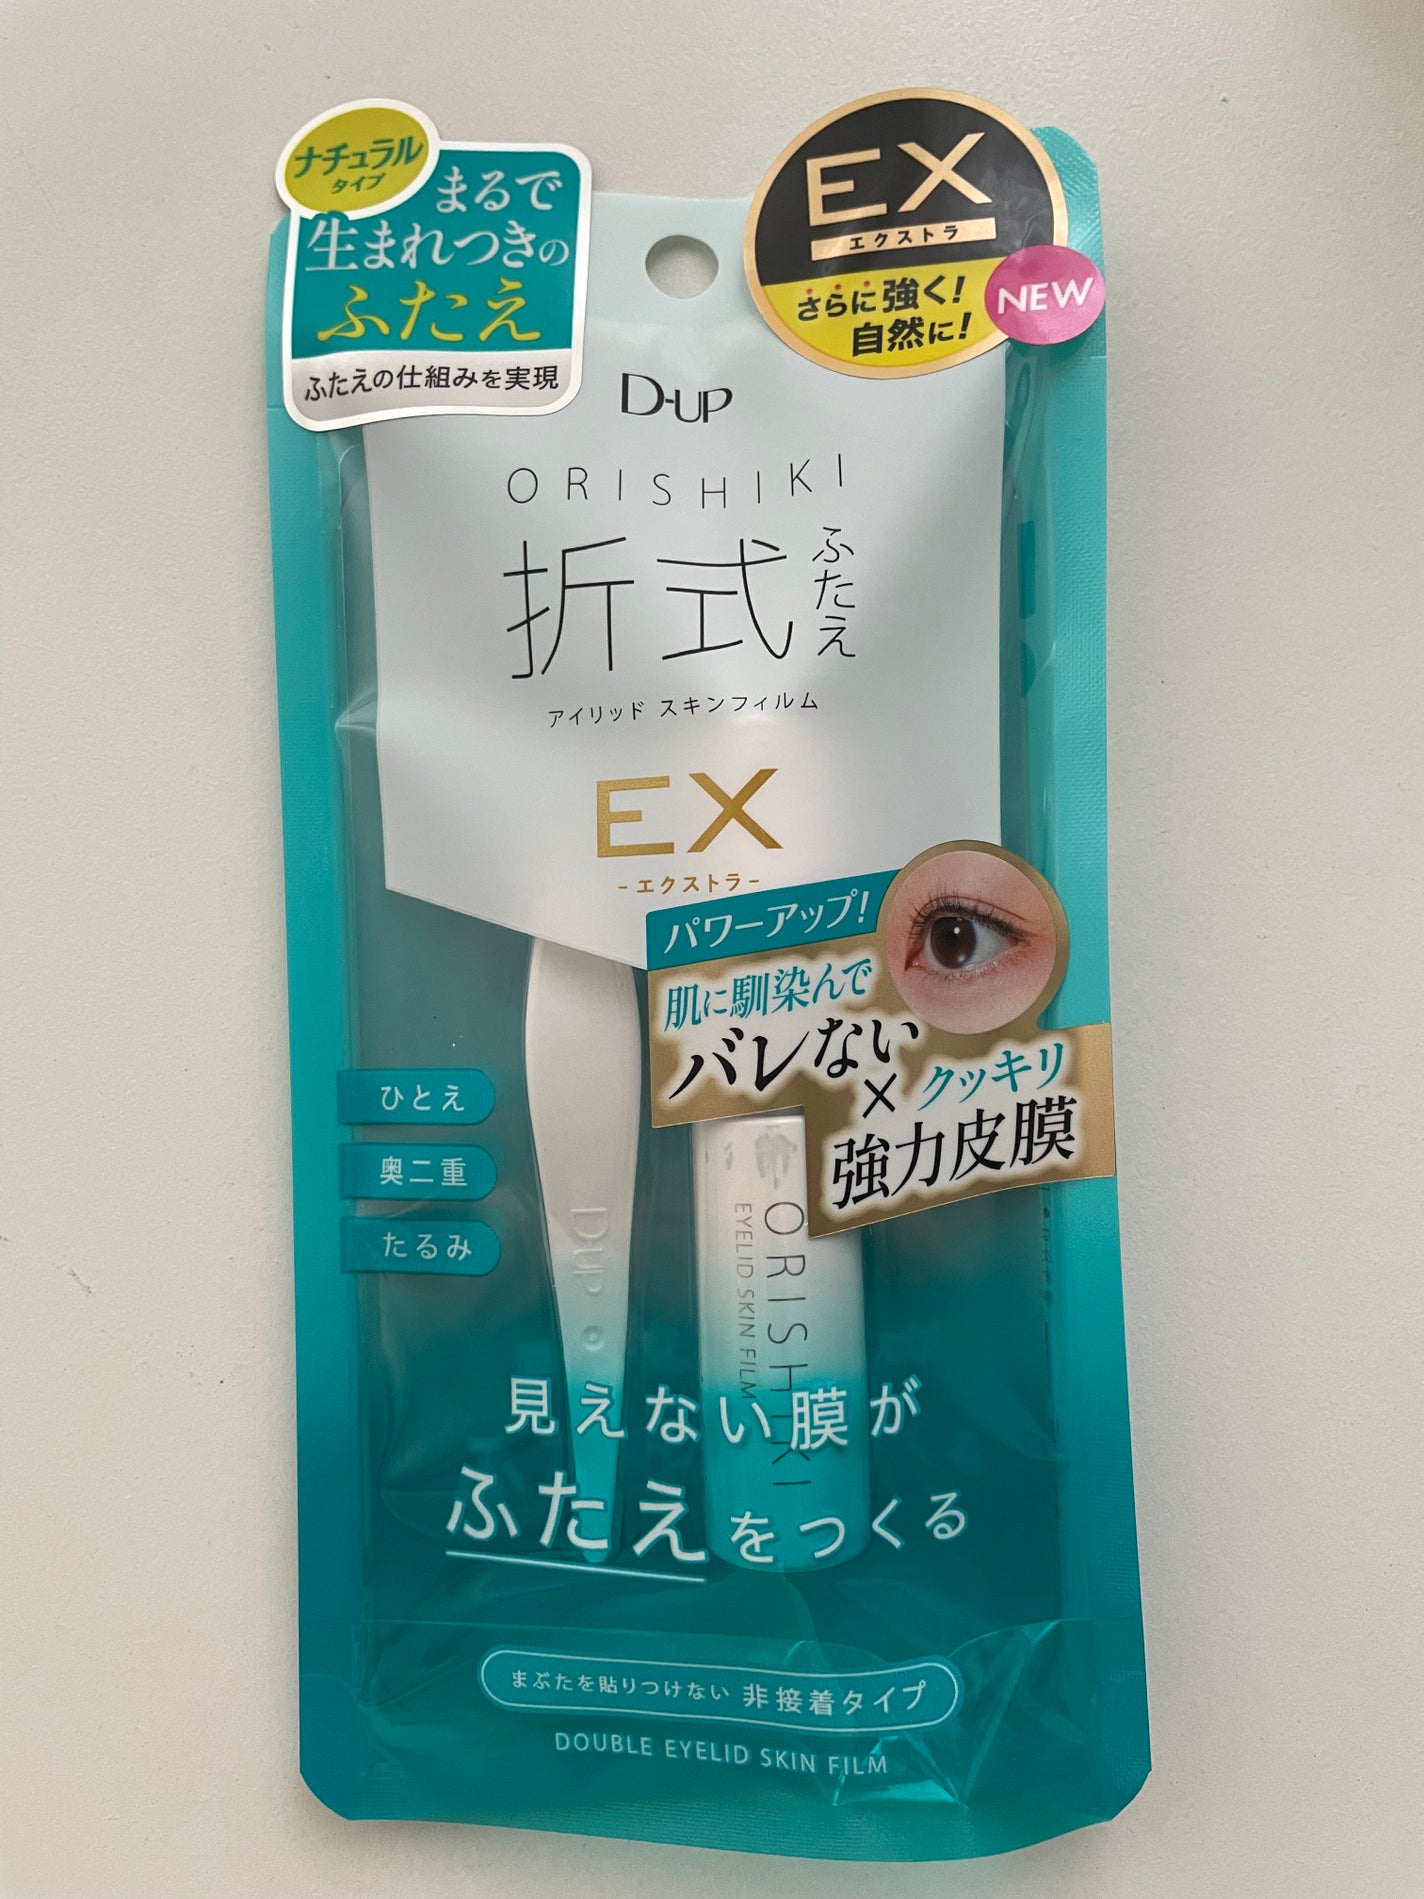 ナチュラル
タイプ
まるで
生まれつきの
ふたえ
ふたえの仕組みを実現
EX
エクストラ
さらに強く!
自然に!
NEW
D-UP
ORISHIKI
折式
ふたえ
アイリッド スキンフィルム
EX
-エクストラ-
パワーアップ!
肌に馴染んで
バレない
×
クッキリ
強力皮膜
ひとえ
奥二重
たるみ
D-UP
ORISHIKI
EYELID SKIN FILM
見えない膜が
ふたえをつくる
まぶたを貼りつけない 非接着タイプ
DOUBLE EYELID SKIN FILM